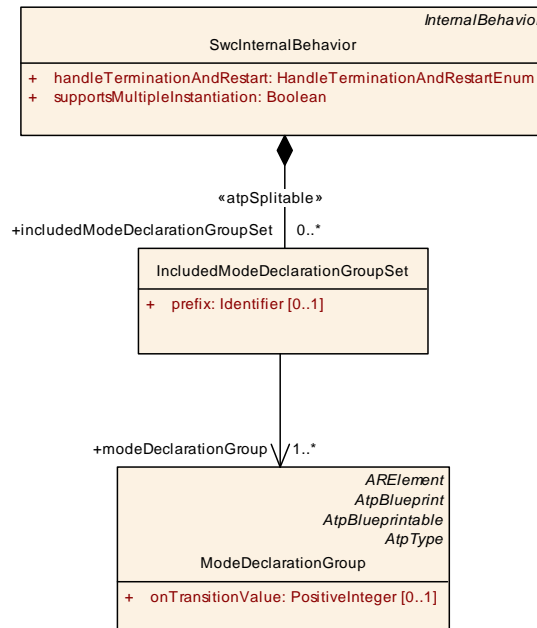 InternalBehavior
SwcInternalBehavior
+ handleTerminationAndRestart: HandleTerminationAndRestartEnum
+ supportsMultipleInstantiation: Boolean
«atpSplitable»
+includedModeDeclarationGroupSet 0..*
IncludedModeDeclarationGroupSet
+ prefix: Identifier [0..1]
+modeDeclarationGroup 1..*
ARElement
AtpBlueprint
AtpBlueprintable
AtpType
ModeDeclarationGroup
+ onTransitionValue: PositiveInteger [0..1]